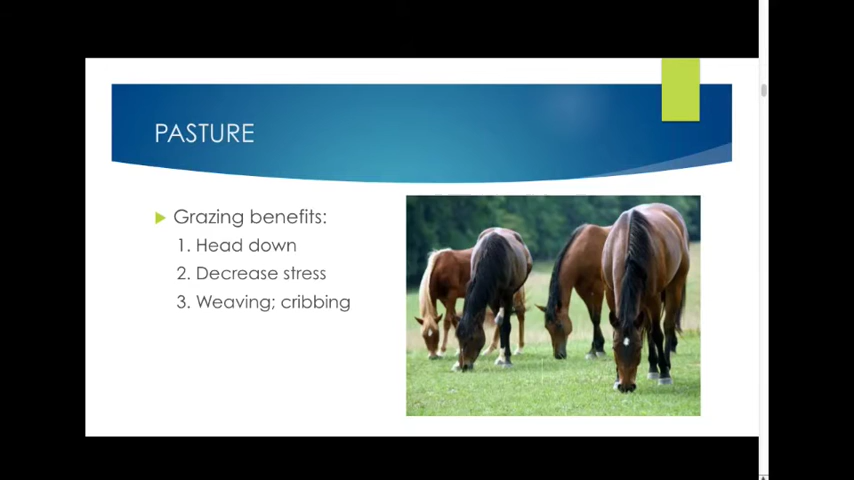 PASTURE
Grazing benefits:
1. Head down
2. Decrease stress
3. Weaving; cribbing